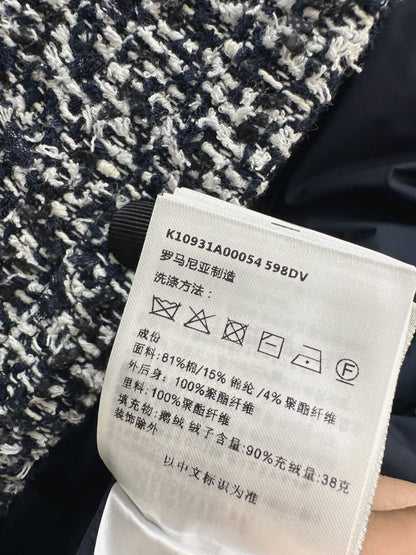 K10931A00054 598DV
罗马尼亚制造
洗涤方法：
P
成份
面料：81%棉/15% 锦纶 /4% 聚酯纤维
外后身：100%聚酯纤维
里料：100%聚酯纤维
填充物：鹅绒 绒子含量：90%充绒量：38克
装饰除外
以中文标识为准